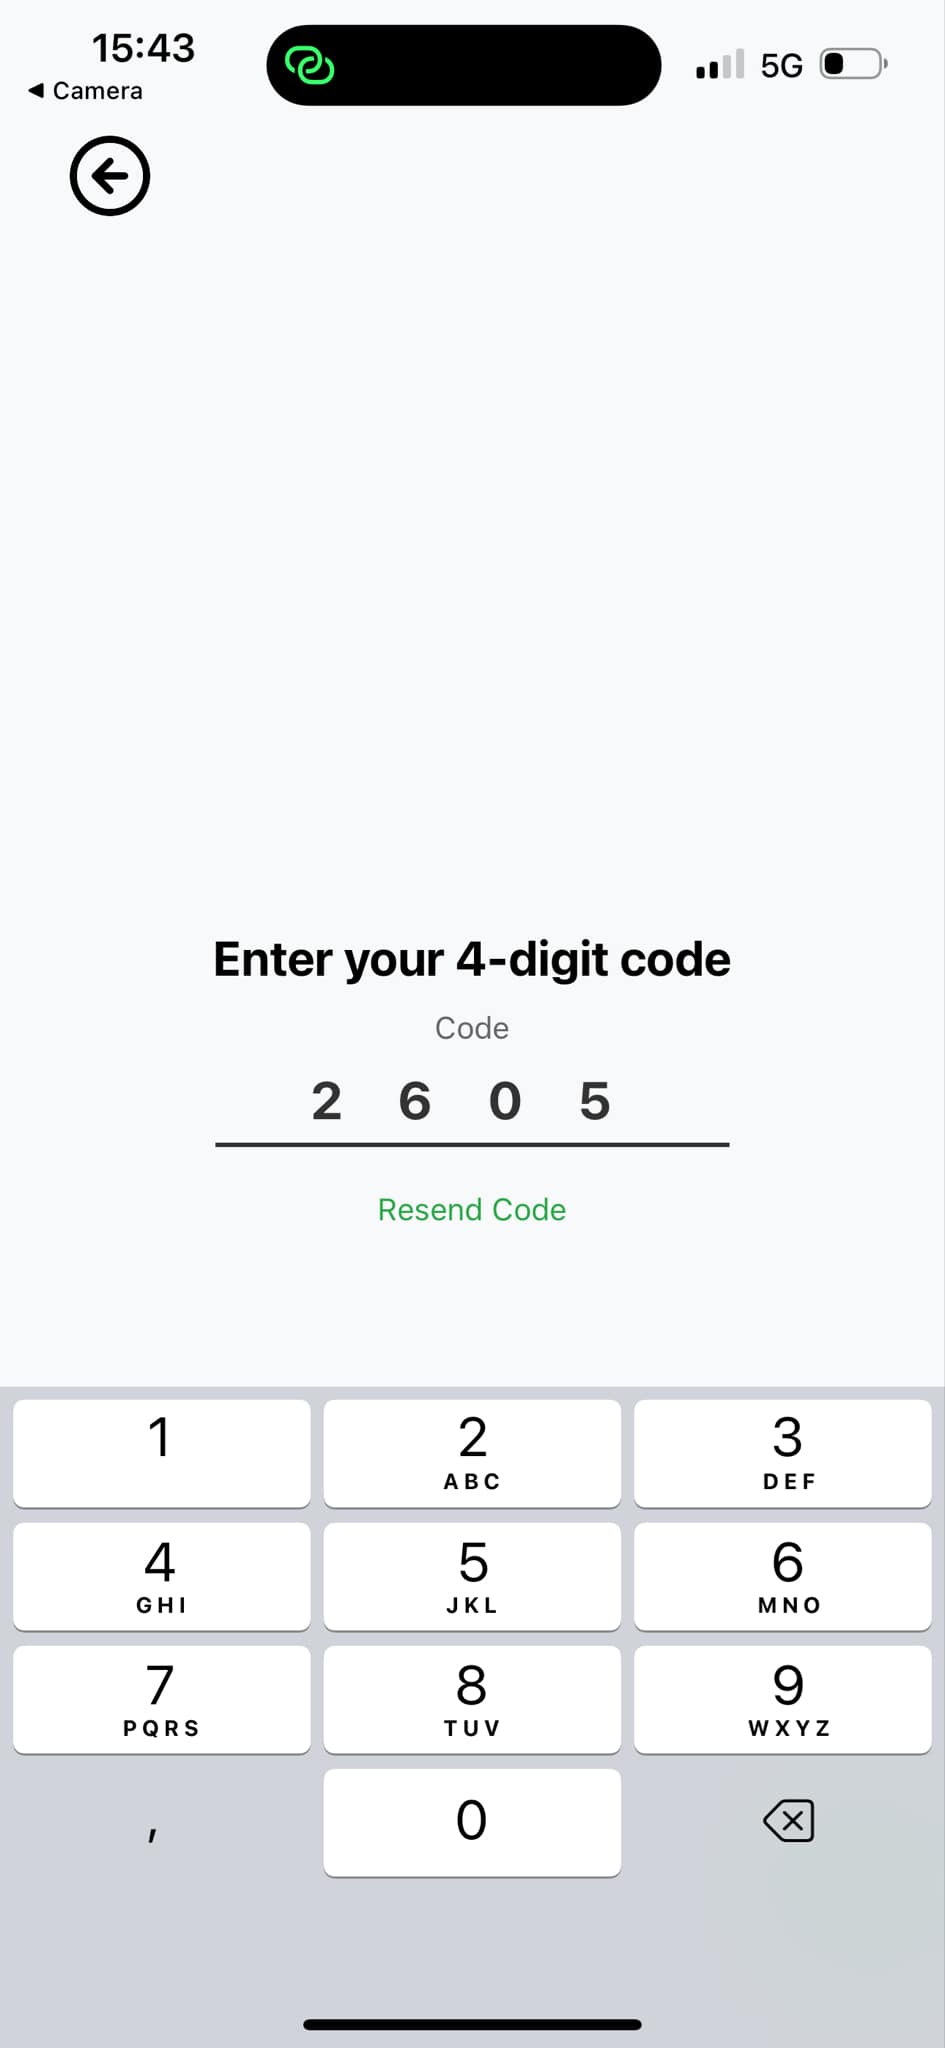 15:43
5G
◀ Camera
Enter your 4-digit code
Code
2 6 0 5
Resend Code
1
2
3
ABC
DEF
4
5
6
GHI
JKL
MNO
7
8
9
PQRS
TUV
WXYZ
,
0